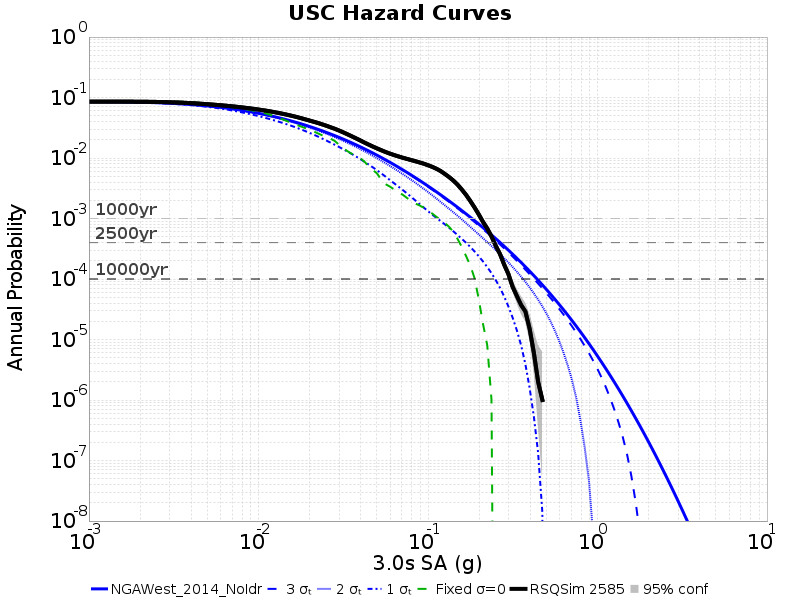 USC Hazard Curves
10^0
10^-1
10^-2
10^-3
10^-4
10^-5
10^-6
10^-7
10^-8
Annual Probability
1000yr
2500yr
10000yr
10^-3 10^-2 10^-1 10^0 10^1
3.0s SA (g)
NGAWest_2014_NoIdr 3 σₜ 2 σₜ 1 σₜ Fixed σ=0 RSQSim 2585 95% conf